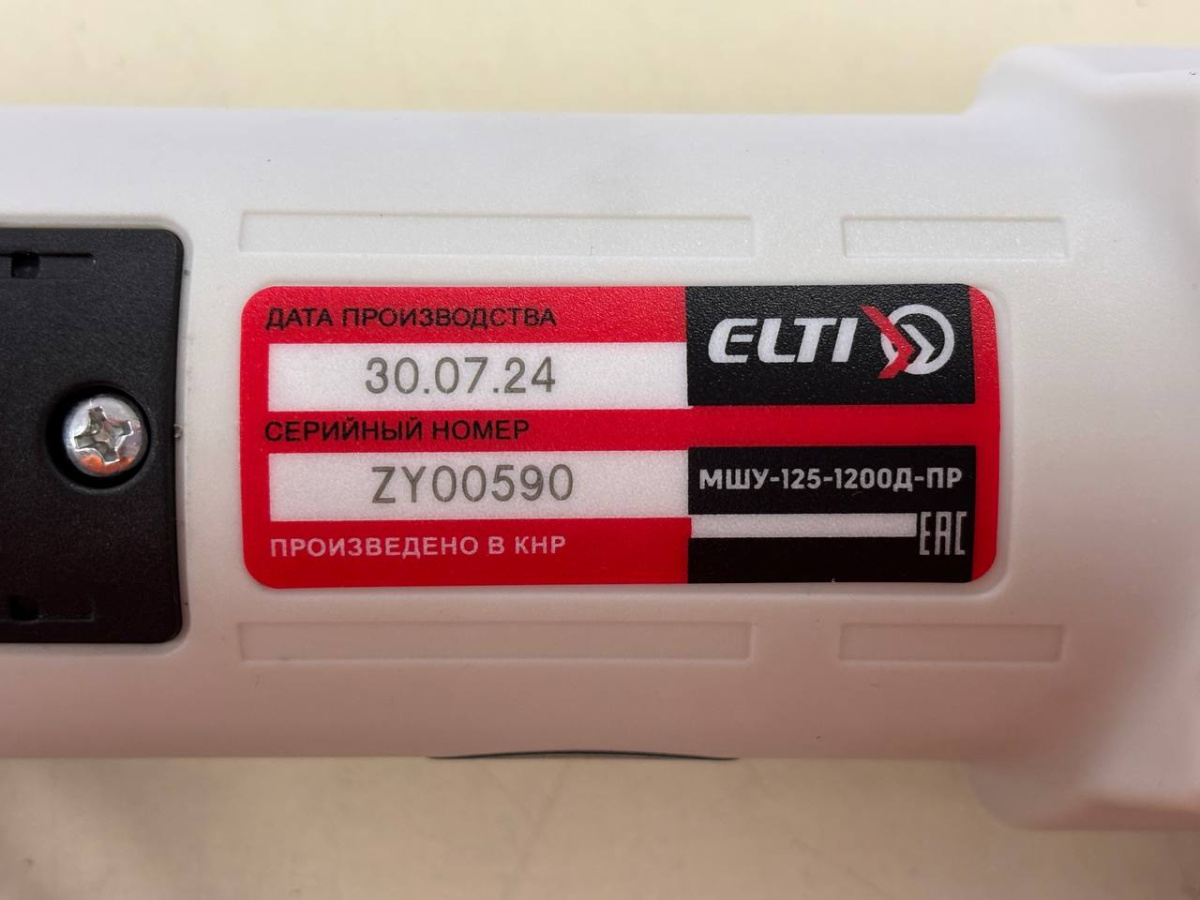 ДАТА ПРОИЗВОДСТВА
30.07.24
ELTI
СЕРИЙНЫЙ НОМЕР
ZY00590
МШУ-125-1200Д-ПР
ПРОИЗВЕДЕНО В КНР
EAC